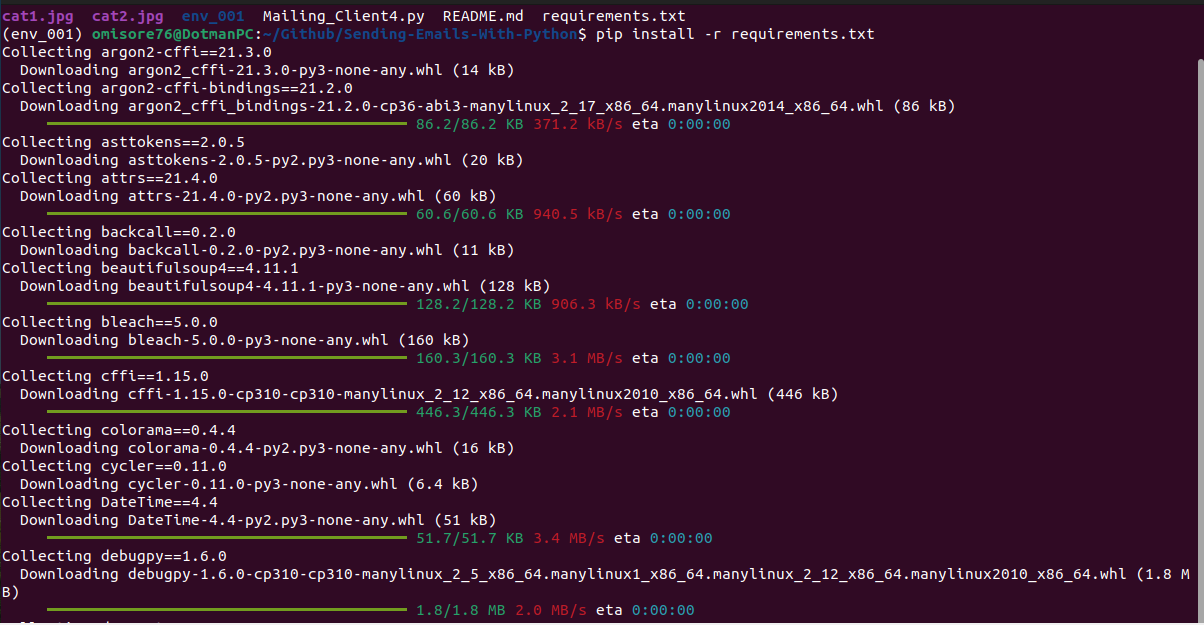 cat1.jpg cat2.jpg env_001 Mailing_Client4.py README.md requirements.txt
(env_001) omisore76@DotmanPC:~/Github/Sending-Emails-With-Python$ pip install -r requirements.txt
Collecting argon2-cffi==21.3.0
Downloading argon2_cffi-21.3.0-py3-none-any.whl (14 kB)
Collecting argon2-cffi-bindings==21.2.0
Downloading argon2_cffi_bindings-21.2.0-cp36-abi3-manylinux_2_17_x86_64.manylinux2014_x86_64.whl (86 kB)
86.2/86.2 KB 371.2 kB/s eta 0:00:00
Collecting asttokens==2.0.5
Downloading asttokens-2.0.5-py2.py3-none-any.whl (20 kB)
Collecting attrs==21.4.0
Downloading attrs-21.4.0-py2.py3-none-any.whl (60 kB)
60.6/60.6 KB 940.5 kB/s eta 0:00:00
Collecting backcall==0.2.0
Downloading backcall-0.2.0-py2.py3-none-any.whl (11 kB)
Collecting beautifulsoup4==4.11.1
Downloading beautifulsoup4-4.11.1-py3-none-any.whl (128 kB)
128.2/128.2 KB 906.3 kB/s eta 0:00:00
Collecting bleach==5.0.0
Downloading bleach-5.0.0-py3-none-any.whl (160 kB)
160.3/160.3 KB 3.1 MB/s eta 0:00:00
Collecting cffi==1.15.0
Downloading cffi-1.15.0-cp310-cp310-manylinux_2_12_x86_64.manylinux2010_x86_64.whl (446 kB)
446.3/446.3 KB 2.1 MB/s eta 0:00:00
Collecting colorama==0.4.4
Downloading colorama-0.4.4-py2.py3-none-any.whl (16 kB)
Collecting cycler==0.11.0
Downloading cycler-0.11.0-py3-none-any.whl (6.4 kB)
Collecting DateTime==4.4
Downloading DateTime-4.4-py2.py3-none-any.whl (51 kB)
51.7/51.7 KB 3.4 MB/s eta 0:00:00
Collecting debugpy==1.6.0
Downloading debugpy-1.6.0-cp310-cp310-manylinux_2_5_x86_64.manylinux1_x86_64.manylinux_2_12_x86_64.manylinux2010_x86_64.whl (1.8 M
B)
1.8/1.8 MB 2.0 MB/s eta 0:00:00